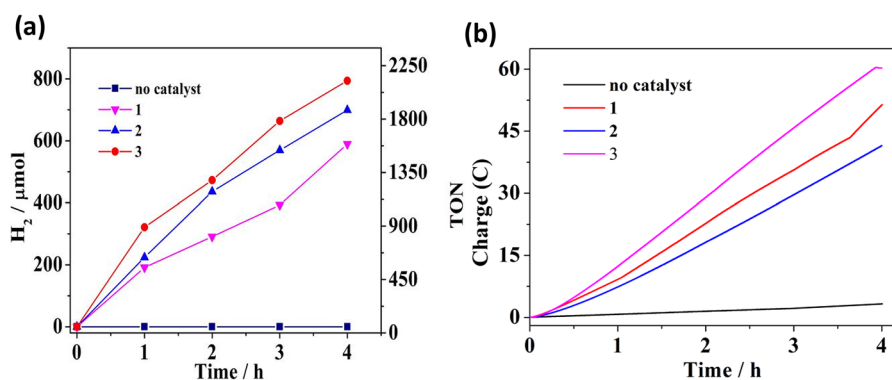 (a)
H2 / μmol
800
600
400
200
0
no catalyst
1
2
3
2250
1800
1350
900
450
0
TON
0 1 2 3 4
Time / h
(b)
Charge (C)
60
45
30
15
0
no catalyst
1
2
3
0 1 2 3 4
Time / h